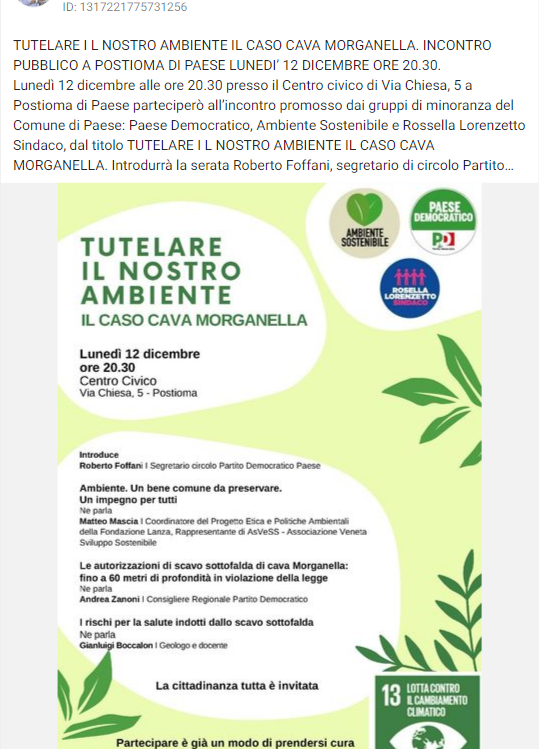 ID: 1317221775731256
TUTELARE I L NOSTRO AMBIENTE IL CASO CAVA MORGANELLA. INCONTRO
PUBBLICO A POSTIOMA DI PAESE LUNEDI' 12 DICEMBRE ORE 20.30.
Lunedì 12 dicembre alle ore 20.30 presso il Centro civico di Via Chiesa, 5 a
Postioma di Paese parteciperò all'incontro promosso dai gruppi di minoranza del
Comune di Paese: Paese Democratico, Ambiente Sostenibile e Rossella Lorenzetto
Sindaco, dal titolo TUTELARE I L NOSTRO AMBIENTE IL CASO CAVA
MORGANELLA. Introdurrà la serata Roberto Foffani, segretario di circolo Partito...
AMBIENTE
SOSTENIBILE
PAESE
DEMOCRATICO
PD
ROSELLA
LORENZETTO
SINDACO
TUTELARE
IL NOSTRO
AMBIENTE
IL CASO CAVA MORGANELLA
Lunedì 12 dicembre
ore 20.30
Centro Civico
Via Chiesa, 5 - Postioma
Introduce
Roberto Foffani I Segretario circolo Partito Democratico Paese
Ambiente. Un bene comune da preservare.
Un impegno per tutti
Ne parla
Matteo Mascia I Coordinatore del Progetto Etica e Politiche Ambientali
della Fondazione Lanza, Rappresentante di AsVeSS - Associazione Veneta
Sviluppo Sostenibile
Le autorizzazioni di scavo sottofalda di cava Morganella:
fino a 60 metri di profondità in violazione della legge
Ne parla
Andrea Zanoni I Consigliere Regionale Partito Democratico
I rischi per la salute indotti dallo scavo sottofalda
Ne parla
Gianluigi Boccalon I Geologo e docente
La cittadinanza tutta è invitata
13 LOTTA CONTRO
IL CAMBIAMENTO
CLIMATICO
Partecipare è già un modo di prendersi cura